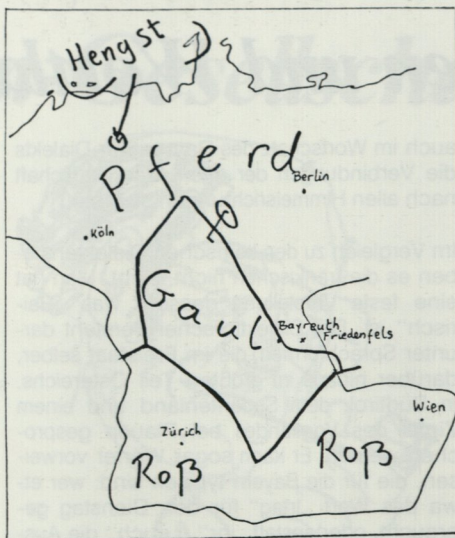 Hengst
Pferd
Berlin
Köln
Gaul
Bayreuth
Friedenfels
Wien
Zürich
Roß
Roß